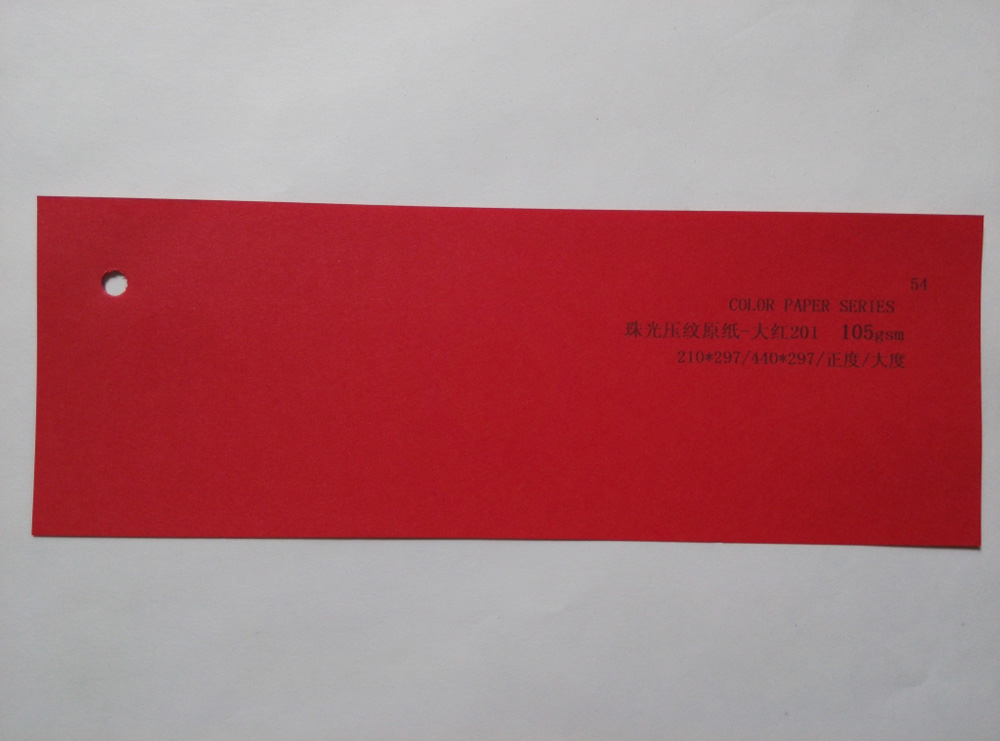 54
COLOR PAPER SERIES
珠光压纹原纸-大红201 105gsm
210*297/440*297/正度/大度